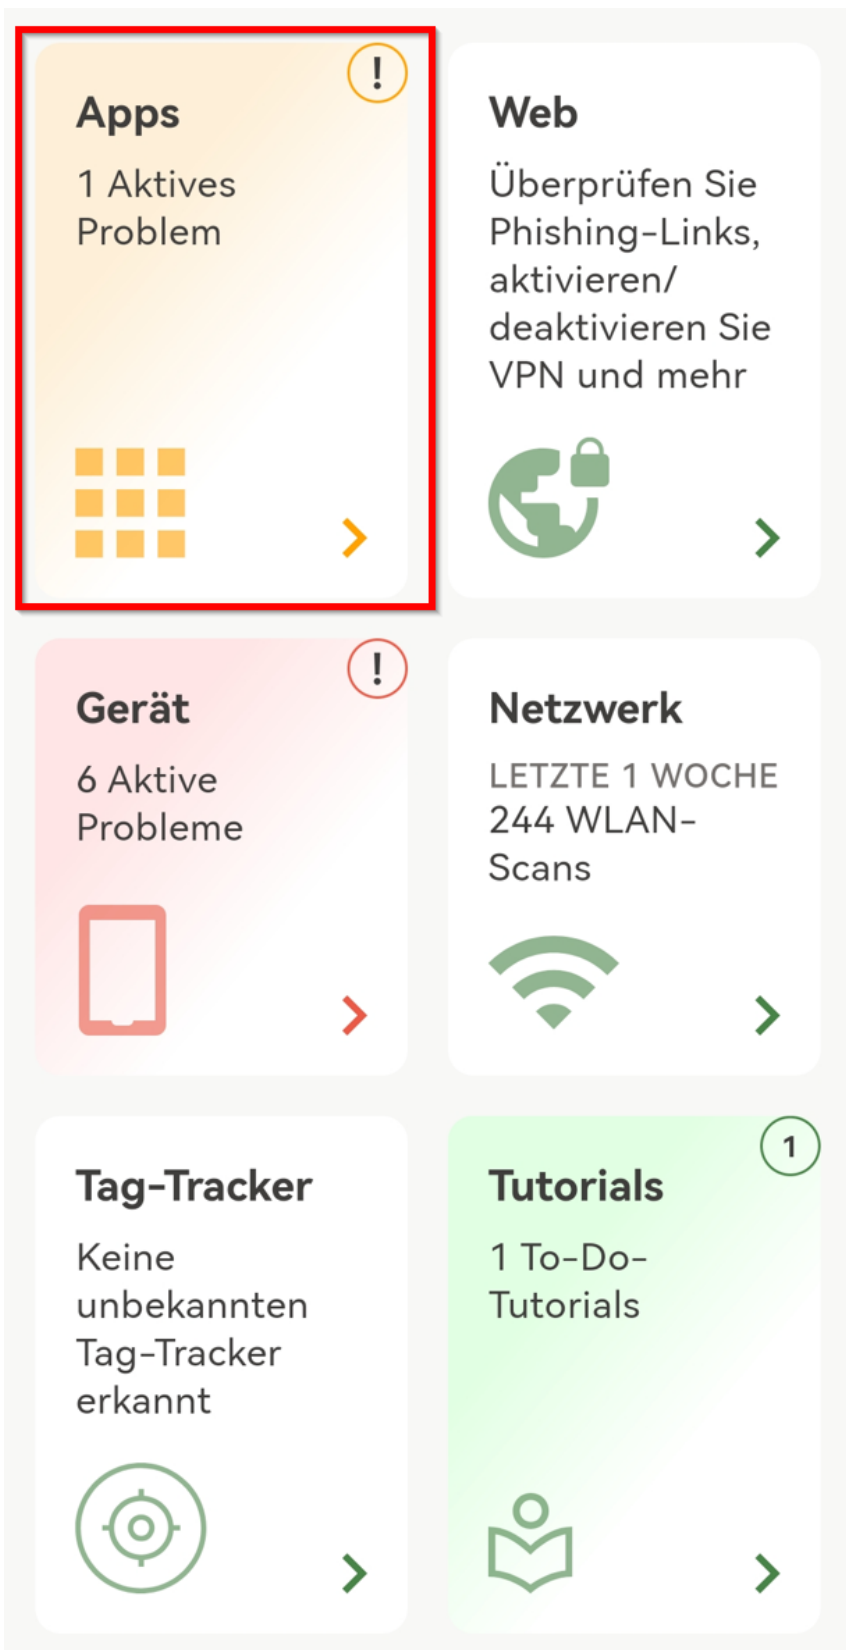 !
Apps
1 Aktives
Problem
Web
Überprüfen Sie
Phishing-Links,
aktivieren/
deaktivieren Sie
VPN und mehr
!
Gerät
6 Aktive
Probleme
Netzwerk
LETZTE 1 WOCHE
244 WLAN-
Scans
Tag-Tracker
Keine
unbekannten
Tag-Tracker
erkannt
1
Tutorials
1 To-Do-
Tutorials